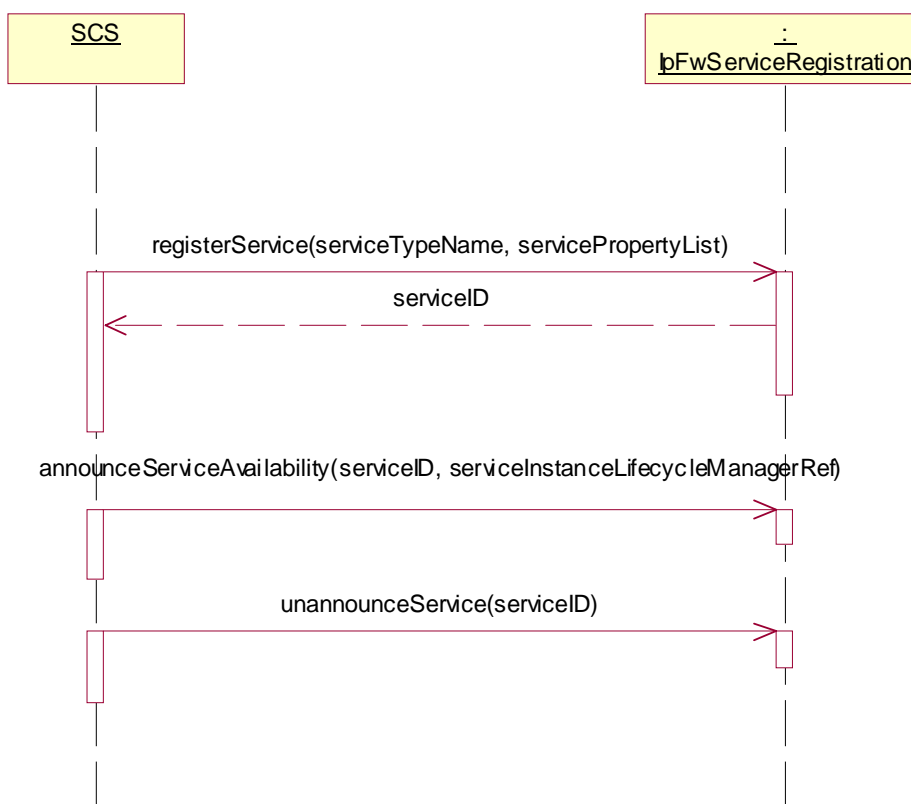 SCS
:
IpFwServiceRegistration
registerService(serviceTypeName, servicePropertyList)
serviceID
announceServiceAvailability(serviceID, serviceInstanceLifecycleManagerRef)
unannounceService(serviceID)